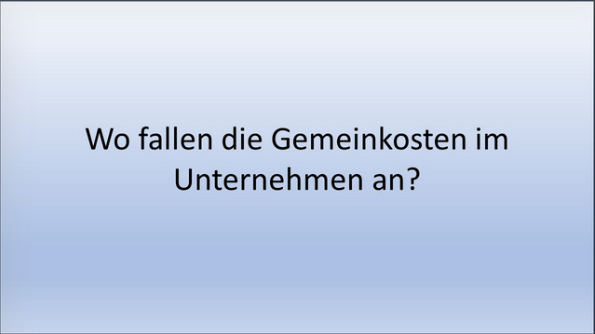 Wo fallen die Gemeinkosten im
Unternehmen an?